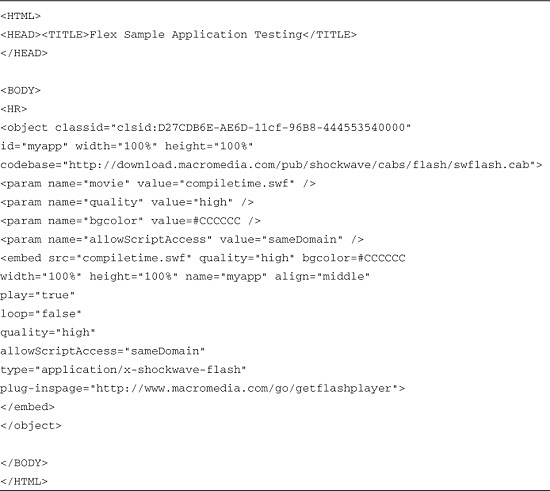 <HTML>
<HEAD><TITLE>Flex Sample Application Testing</TITLE>
</HEAD>
<BODY>
<HR>
<object classid="clsid:D27CDB6E-AE6D-11cf-96B8-444553540000"
id="myapp" width="100%" height="100%"
codebase="http://download.macromedia.com/pub/shockwave/cabs/flash/swflash.cab">
<param name="movie" value="compiletime.swf" />
<param name="quality" value="high" />
<param name="bgcolor" value=#CCCCCC />
<param name="allowScriptAccess" value="sameDomain" />
<embed src="compiletime.swf" quality="high" bgcolor=#CCCCCC
width="100%" height="100%" name="myapp" align="middle"
play="true"
loop="false"
quality="high"
allowScriptAccess="sameDomain"
type="application/x-shockwave-flash"
plug-inspage="http://www.macromedia.com/go/getflashplayer">
</embed>
</object>
</BODY>
</HTML>